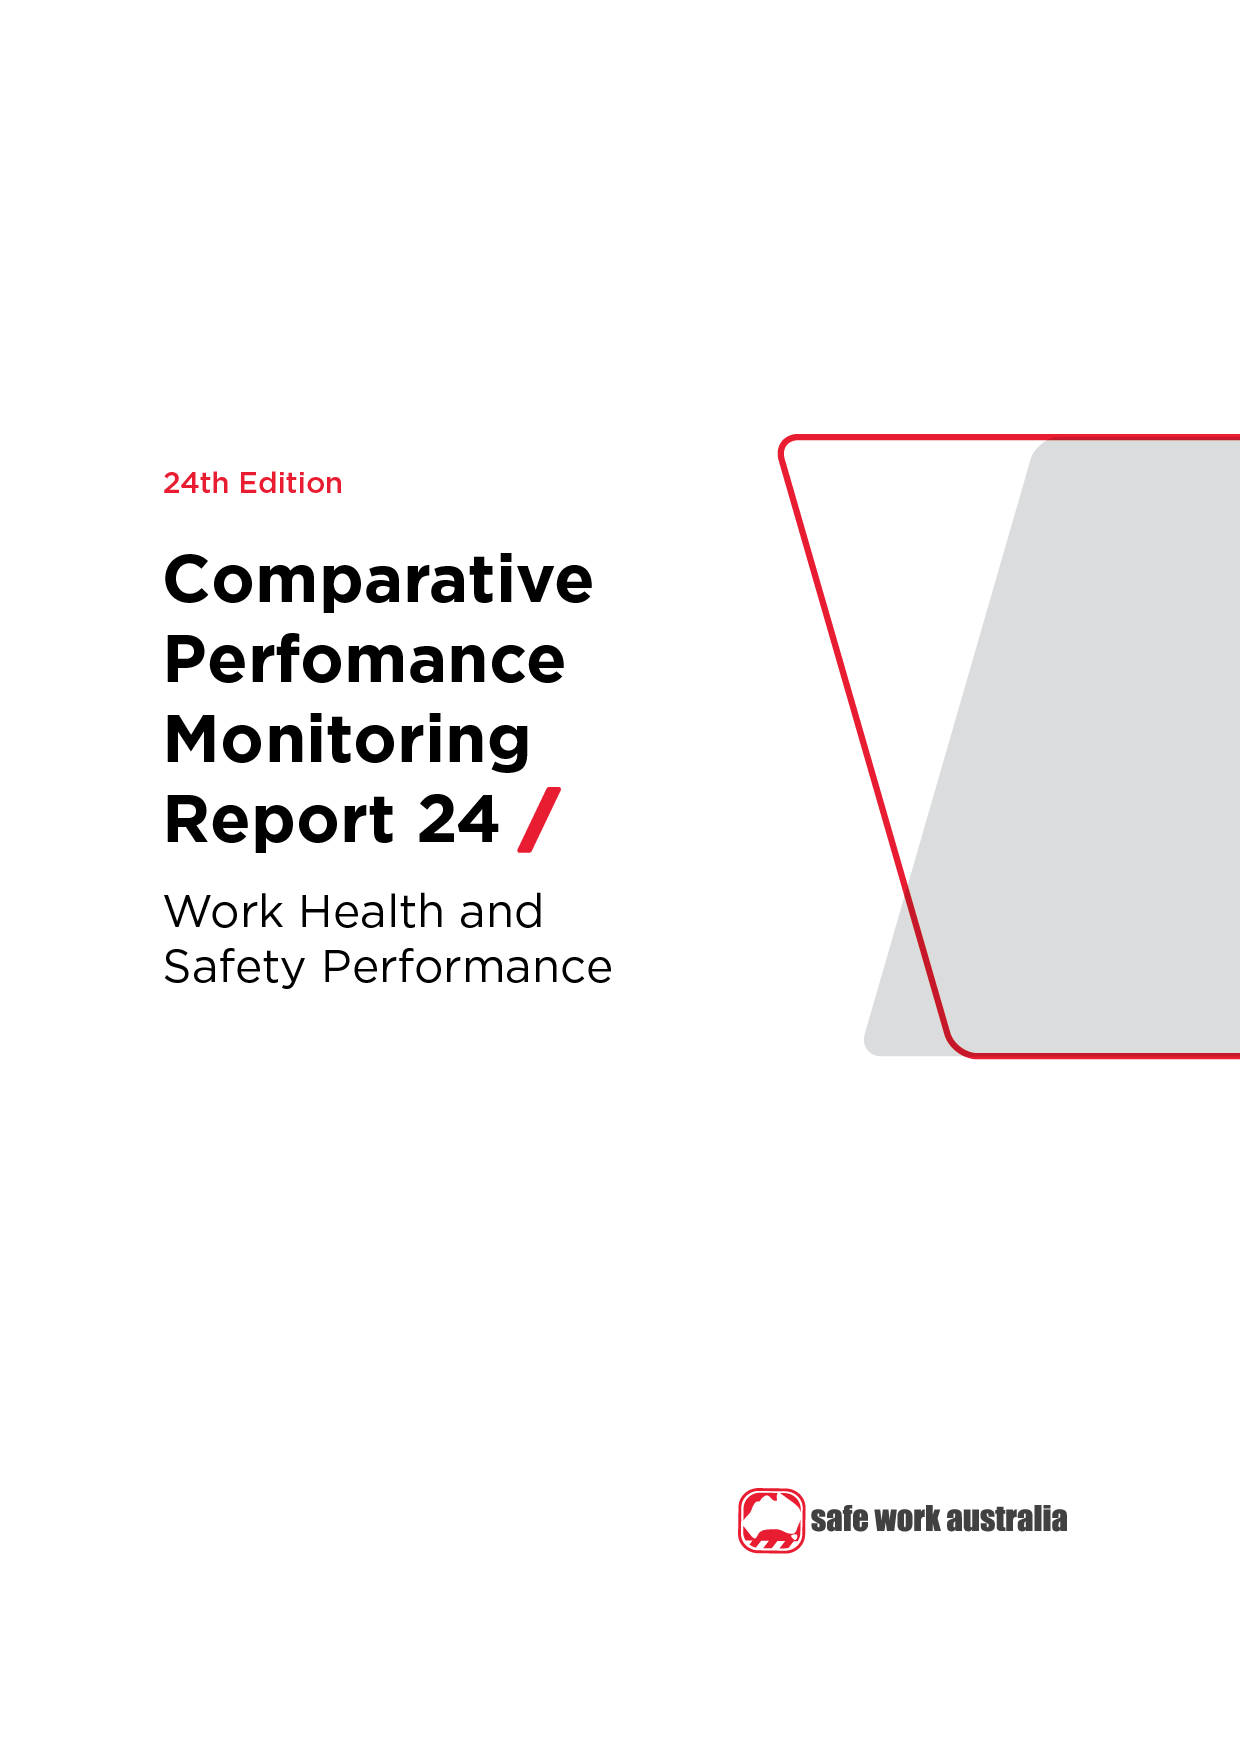 24th Edition
Comparative
Perfomance
Monitoring
Report 24 /
Work Health and
Safety Performance
safe work australia